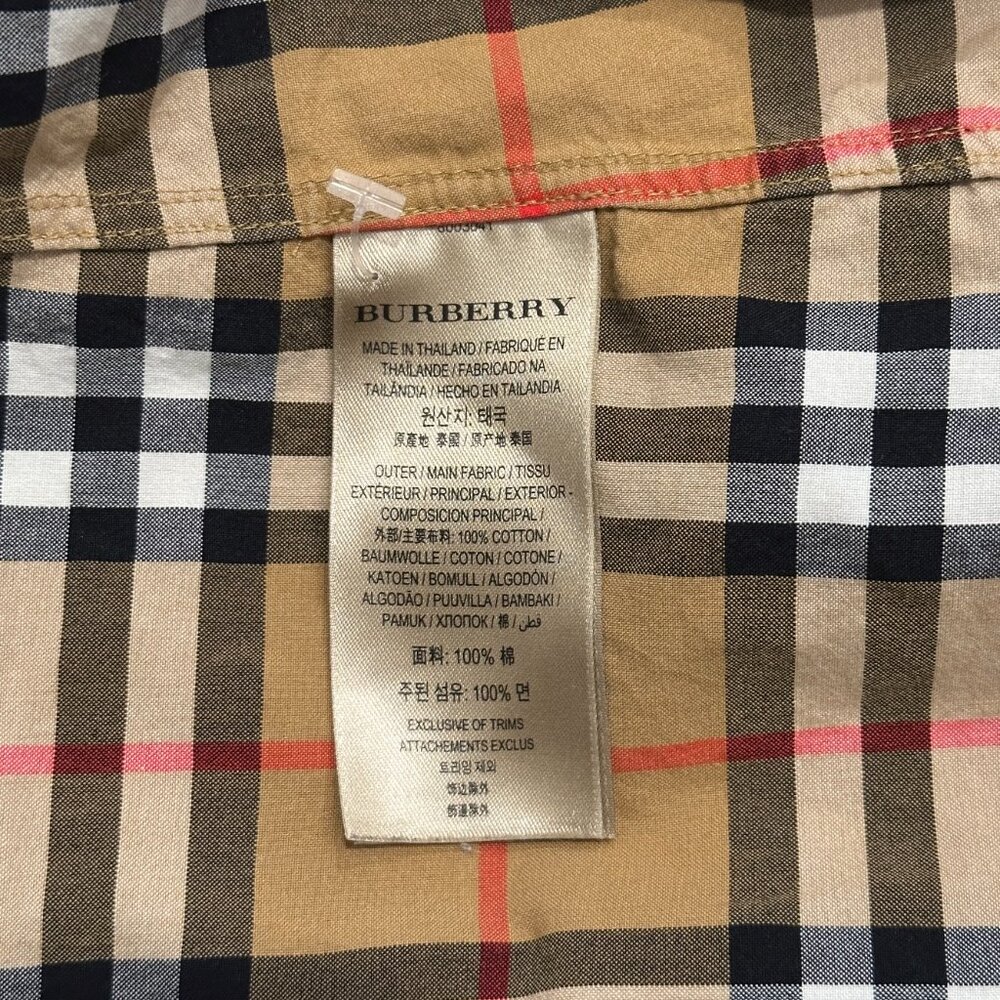 8003041
BURBERRY
MADE IN THAILAND / FABRIQUÉ EN
THAÏLANDE / FABRICADO NA
TAILÂNDIA / HECHO EN TAILANDIA
원산지: 태국
原產地 泰國 / 原产地 泰国
OUTER / MAIN FABRIC / TISSU
EXTÉRIEUR / PRINCIPAL / EXTERIOR -
COMPOSICION PRINCIPAL /
外部/主要布料: 100% COTTON /
BAUMWOLLE / COTON / COTONE /
KATOEN / BOMULL / ALGODÓN /
ALGODÃO / PUUVILLA / BAMBAKI /
PAMUK / ХЛОПОК / 棉 / قطن
面料: 100% 棉
주된 섬유: 100% 면
EXCLUSIVE OF TRIMS
ATTACHEMENTS EXCLUS
트리밍 제외
饰边除外
飾邊除外